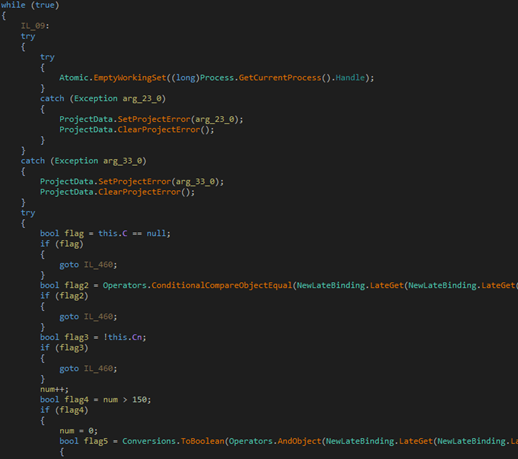 while (true)
{
IL_09:
try
{
try
{
Atomic.EmptyWorkingSet((long)Process.GetCurrentProcess().Handle);
}
catch (Exception arg_23_0)
{
ProjectData.SetProjectError(arg_23_0);
ProjectData.ClearProjectError();
}
}
catch (Exception arg_33_0)
{
ProjectData.SetProjectError(arg_33_0);
ProjectData.ClearProjectError();
}
try
{
bool flag = this.C == null;
if (flag)
{
goto IL_460;
}
bool flag2 = Operators.ConditionalCompareObjectEqual(NewLateBinding.LateGet(NewLateBinding.LateGet(
if (flag2)
{
goto IL_460;
}
bool flag3 = !this.Cn;
if (flag3)
{
goto IL_460;
}
num++;
bool flag4 = num > 150;
if (flag4)
{
num = 0;
bool flag5 = Conversions.ToBoolean(Operators.AndObject(NewLateBinding.LateGet(NewLateBinding.La
{